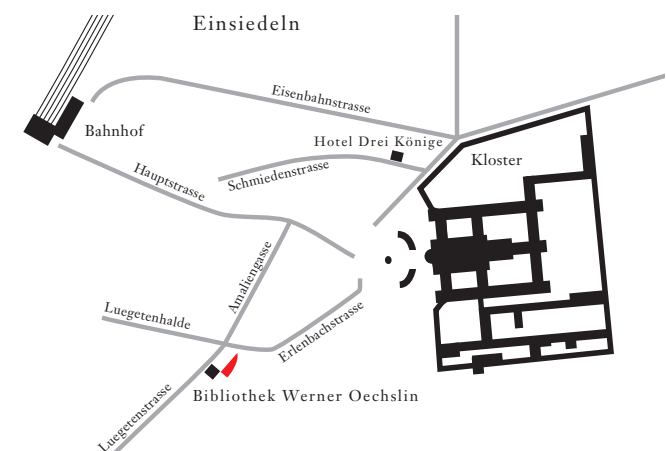 Einsiedeln
Eisenbahnstrasse
Bahnhof
Hotel Drei Könige
Kloster
Hauptstrasse
Schmiedenstrasse
Amaliengasse
Luegetenhalde
Erlenbachstrasse
Bibliothek Werner Oechslin
Luegetenstrasse